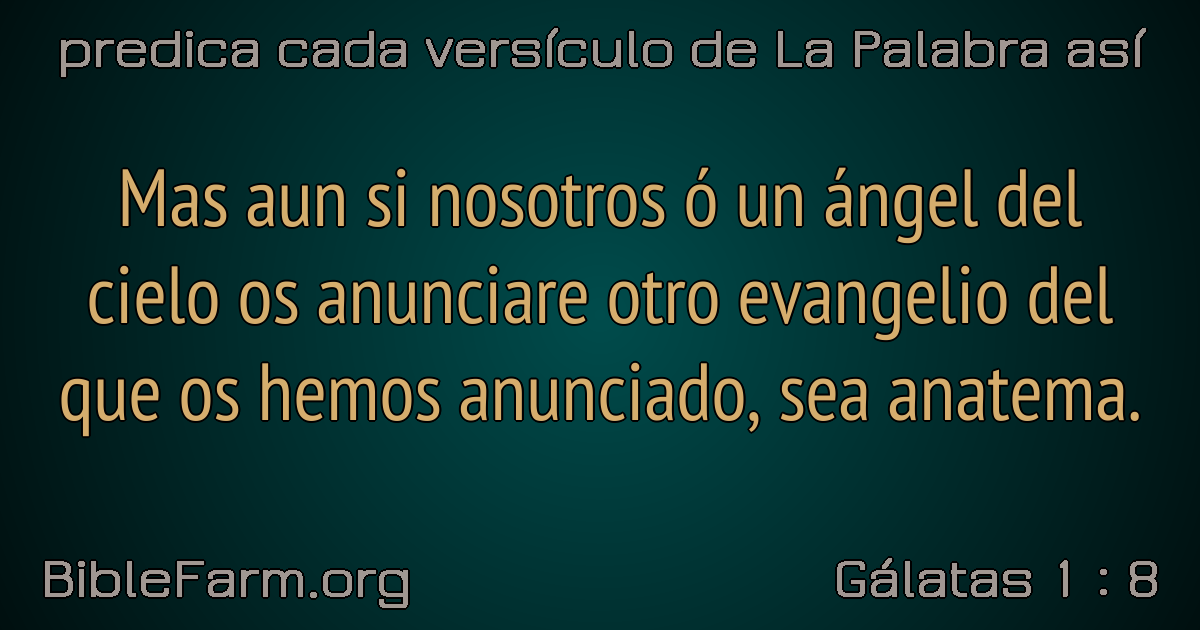 predica cada versículo de La Palabra así
Mas aun si nosotros ó un ángel del
cielo os anunciare otro evangelio del
que os hemos anunciado, sea anatema.
BibleFarm.org
Gálatas 1 : 8